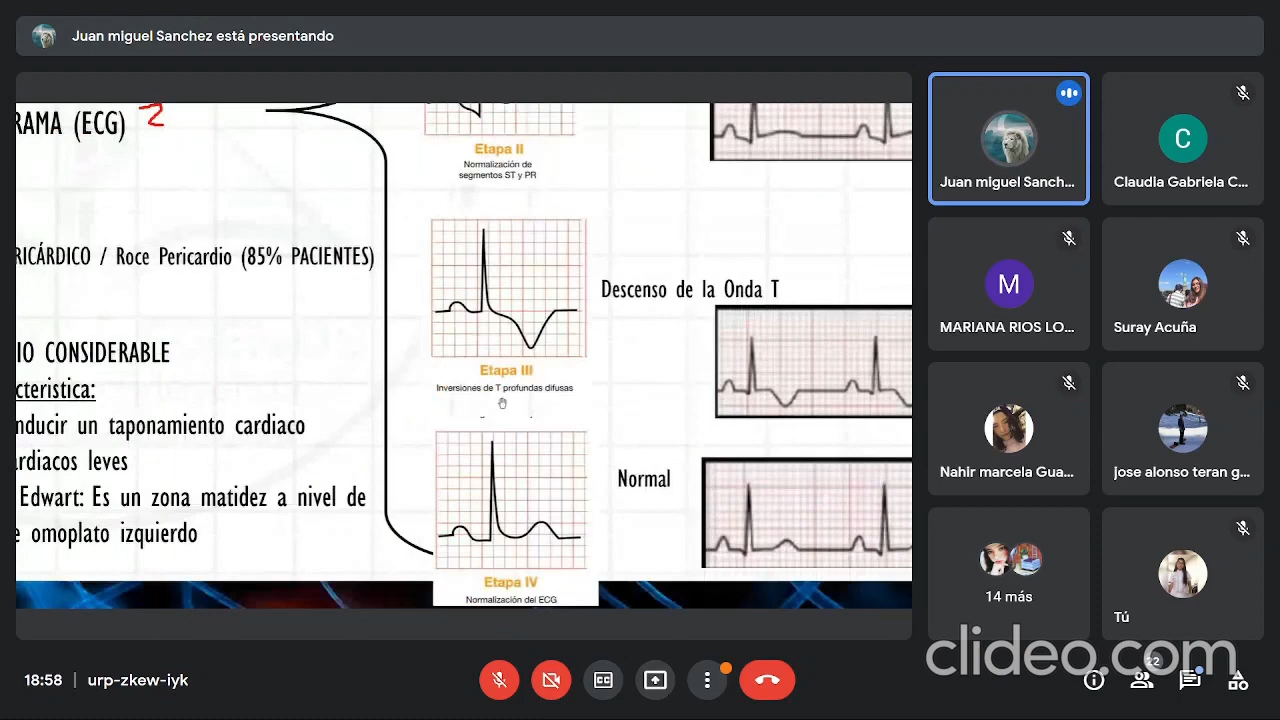 Juan miguel Sanchez está presentando
RAMA (ECG) 2
Etapa II
Normalización de
segmentos ST y PR
RICÁRDICO / Roce Pericardio (85% PACIENTES)
Descenso de la Onda T
IO CONSIDERABLE
Etapa III
Inversiones de T profundas difusas
cteristica:
nducir un taponamiento cardiaco
ardiacos leves
Edwart: Es un zona matidez a nivel de
e omoplato izquierdo
Normal
Etapa IV
Normalización del ECG
Juan miguel Sanch...
C
Claudia Gabriela C...
M
MARIANA RIOS LO...
Suray Acuña
Nahir marcela Gua...
jose alonso teran g...
14 más
Tú
clideo.com
18:58 | urp-zkew-iyk
22